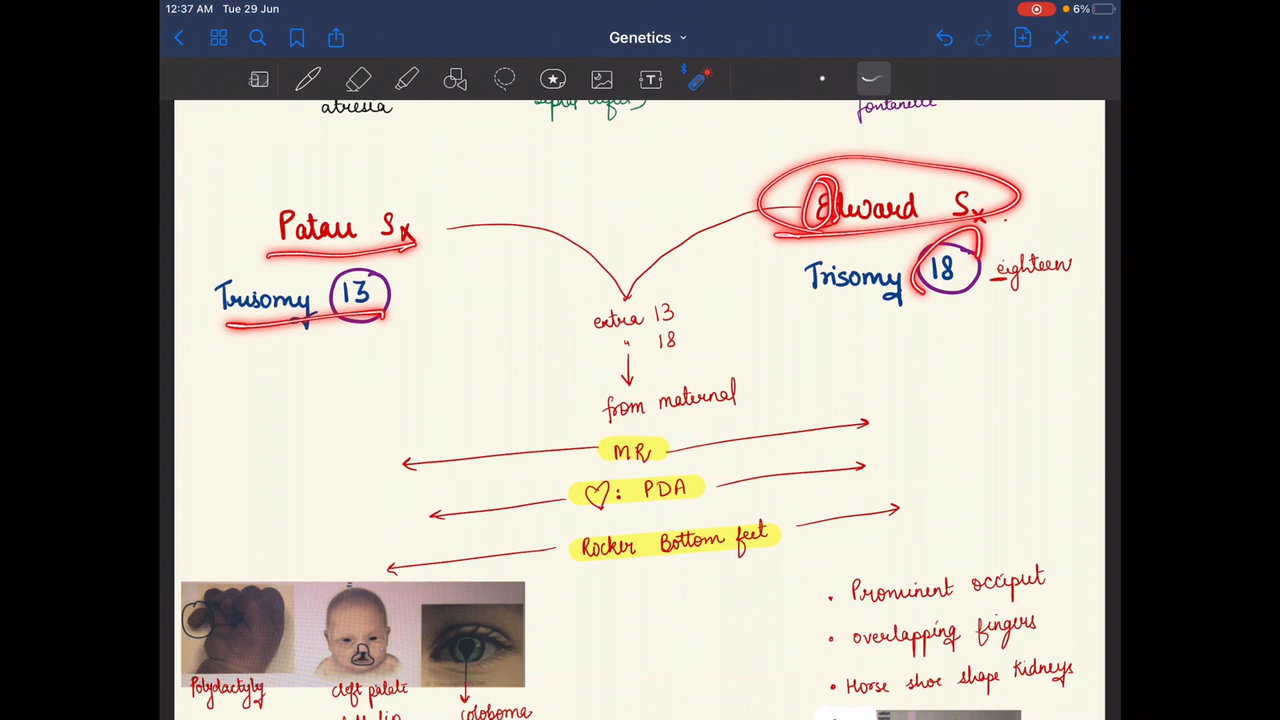 12:37 AM Tue 29 Jun
6%
Genetics
atresia
fontanelle
Patau Sx
Edward Sx
Trisomy 13
Trisomy 18
eighteen
extra 13
" 18
from maternal
MR
♡: PDA
Rocker Bottom feet
Polydactyly
cleft palate
coloboma
• Prominent occiput
• overlapping fingers
• Horse shoe shape kidneys